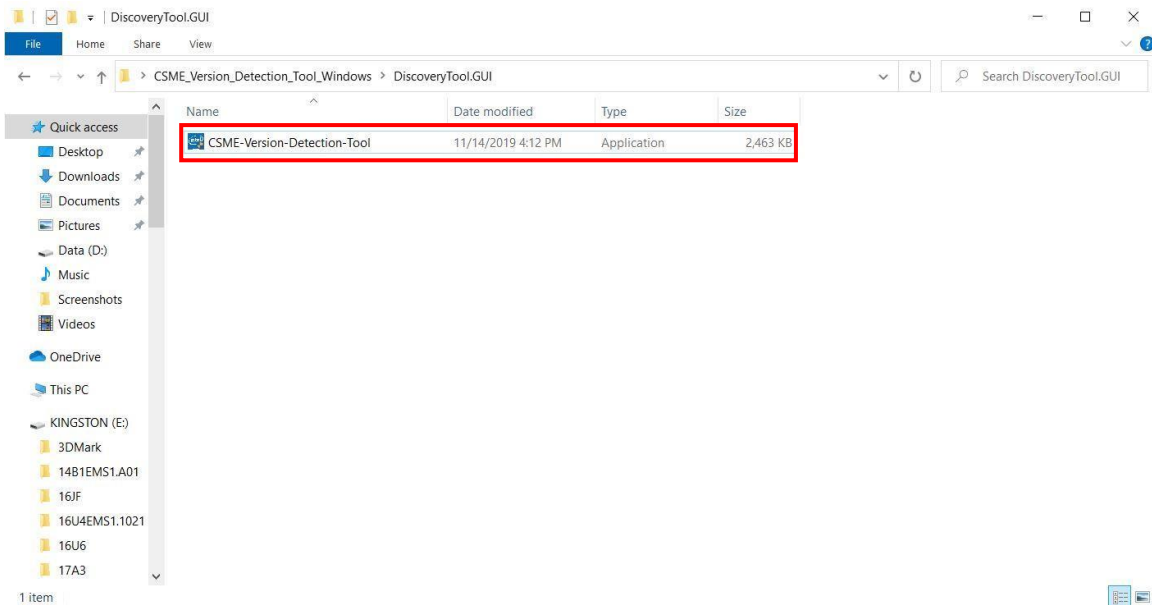 DiscoveryTool.GUI
File Home Share View
CSME_Version_Detection_Tool_Windows > DiscoveryTool.GUI
Search DiscoveryTool.GUI
Name Date modified Type Size
CSME-Version-Detection-Tool 11/14/2019 4:12 PM Application 2,463 KB
Quick access
Desktop
Downloads
Documents
Pictures
Data (D:)
Music
Screenshots
Videos
OneDrive
This PC
KINGSTON (E:)
3DMark
14B1EMS1.A01
16JF
16U4EMS1.1021
16U6
17A3
1 item